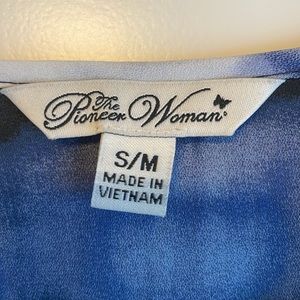 The
Pioneer Woman
S/M
MADE IN
VIETNAM